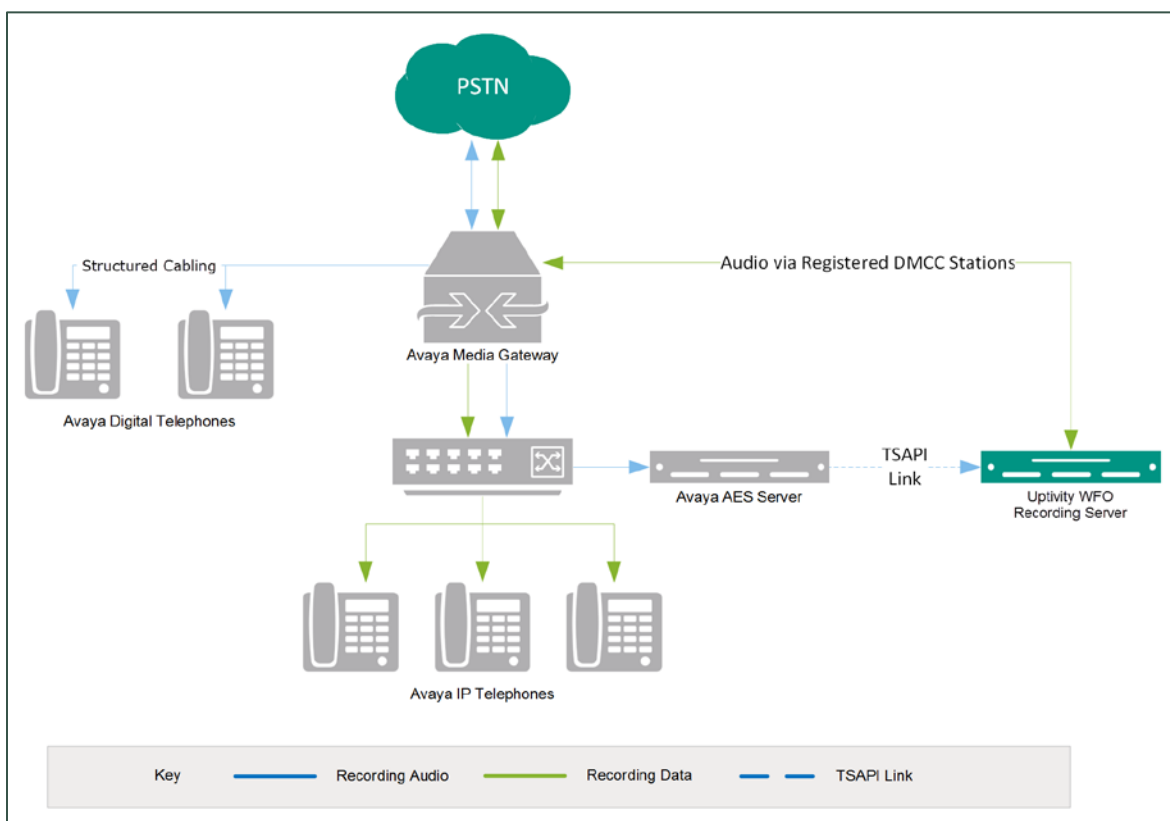 PSTN
Structured Cabling
Audio via Registered DMCC Stations
Avaya Media Gateway
Avaya Digital Telephones
TSAPI
Link
Avaya AES Server
Uptivity WFO
Recording Server
Avaya IP Telephones
Key
Recording Audio
Recording Data
TSAPI Link